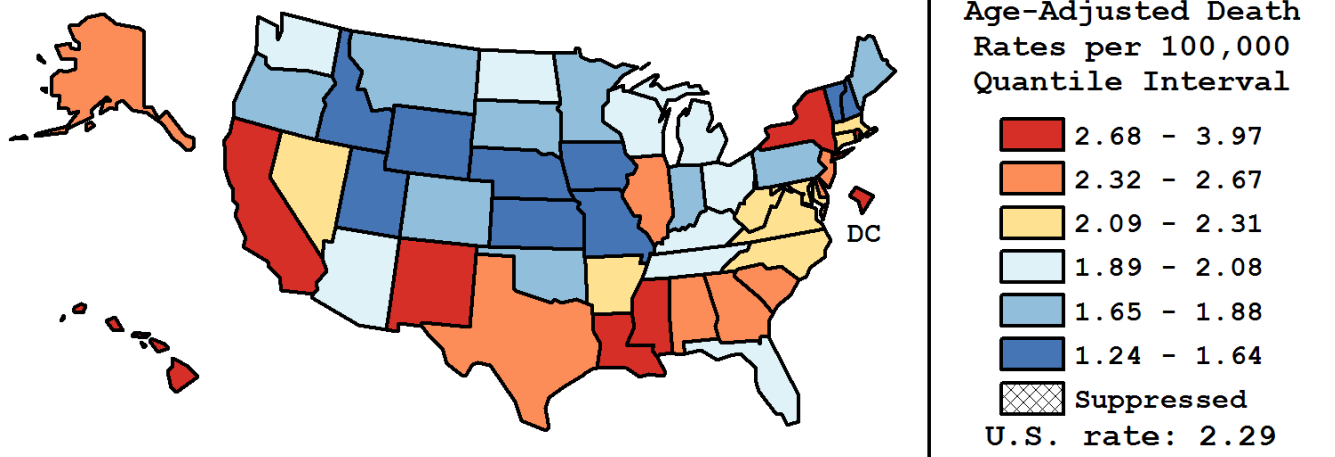 Age-Adjusted Death
Rates per 100,000
Quantile Interval
2.68 - 3.97
2.32 - 2.67
2.09 - 2.31
1.89 - 2.08
1.65 - 1.88
1.24 - 1.64
Suppressed
U.S. rate: 2.29
DC